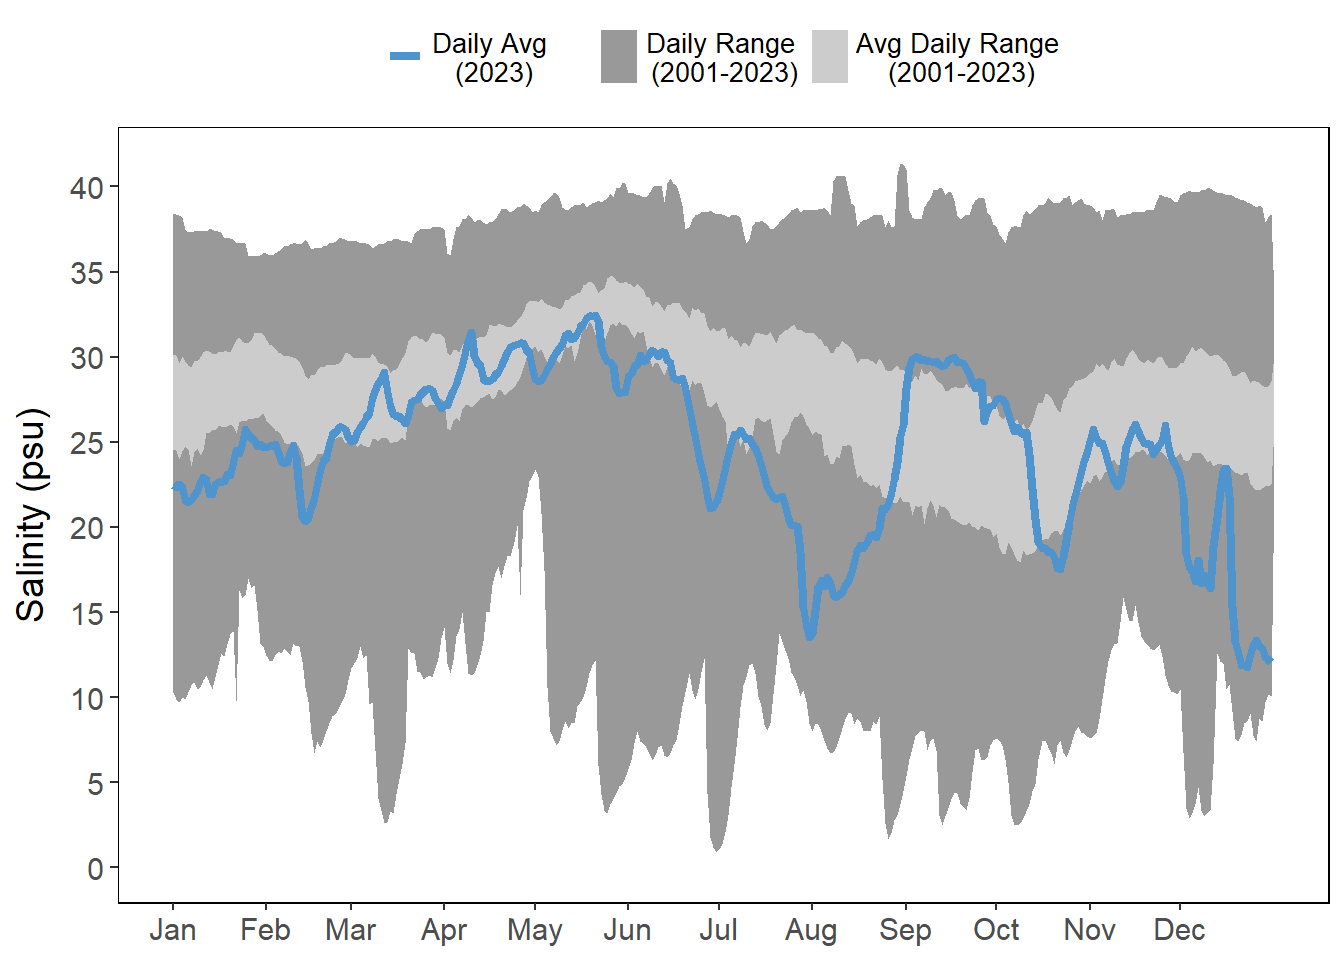 Daily Avg
(2023)
Daily Range
(2001-2023)
Avg Daily Range
(2001-2023)
Salinity (psu)
40
35
30
25
20
15
10
5
0
Jan Feb Mar Apr May Jun Jul Aug Sep Oct Nov Dec